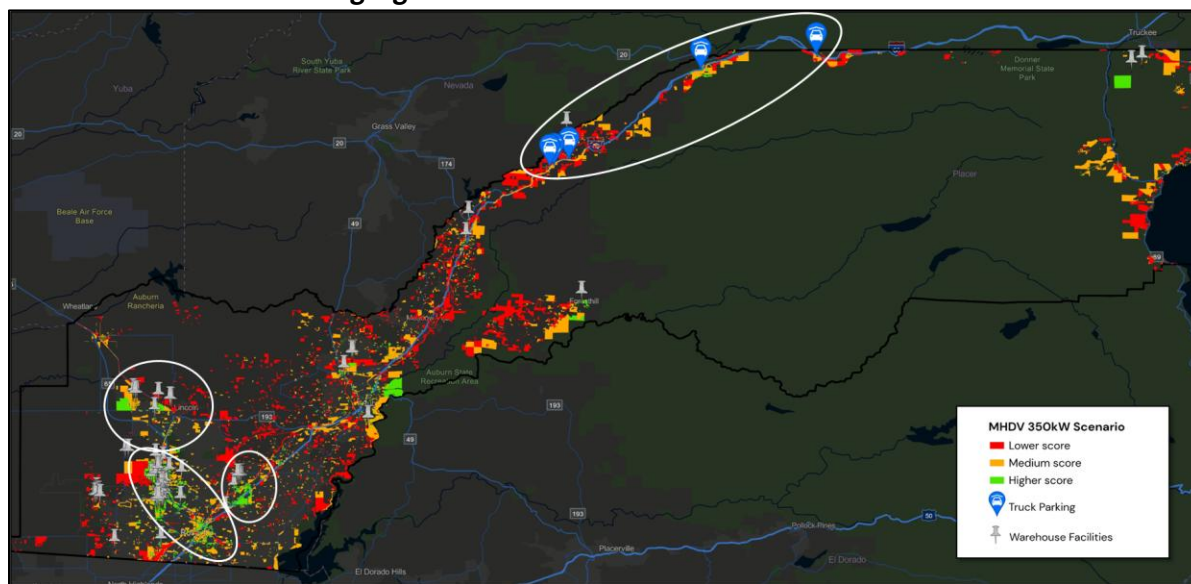 20
Truckee
80
South Yuba
River State Park
Donner
Memorial State
Park
Yuba
Nevada
20
Grass Valley
20
174
Placer
Beale Air Force
Base
49
89
Auburn
Rancheria
Foresthill
Auburn State
Recreation Area
65
Lincoln
193
193
49
MHDV 350kW Scenario
Lower score
Medium score
Higher score
Truck Parking
Warehouse Facilities
193
50
Pollock Pines
Placerville
El Dorado
El Dorado Hills